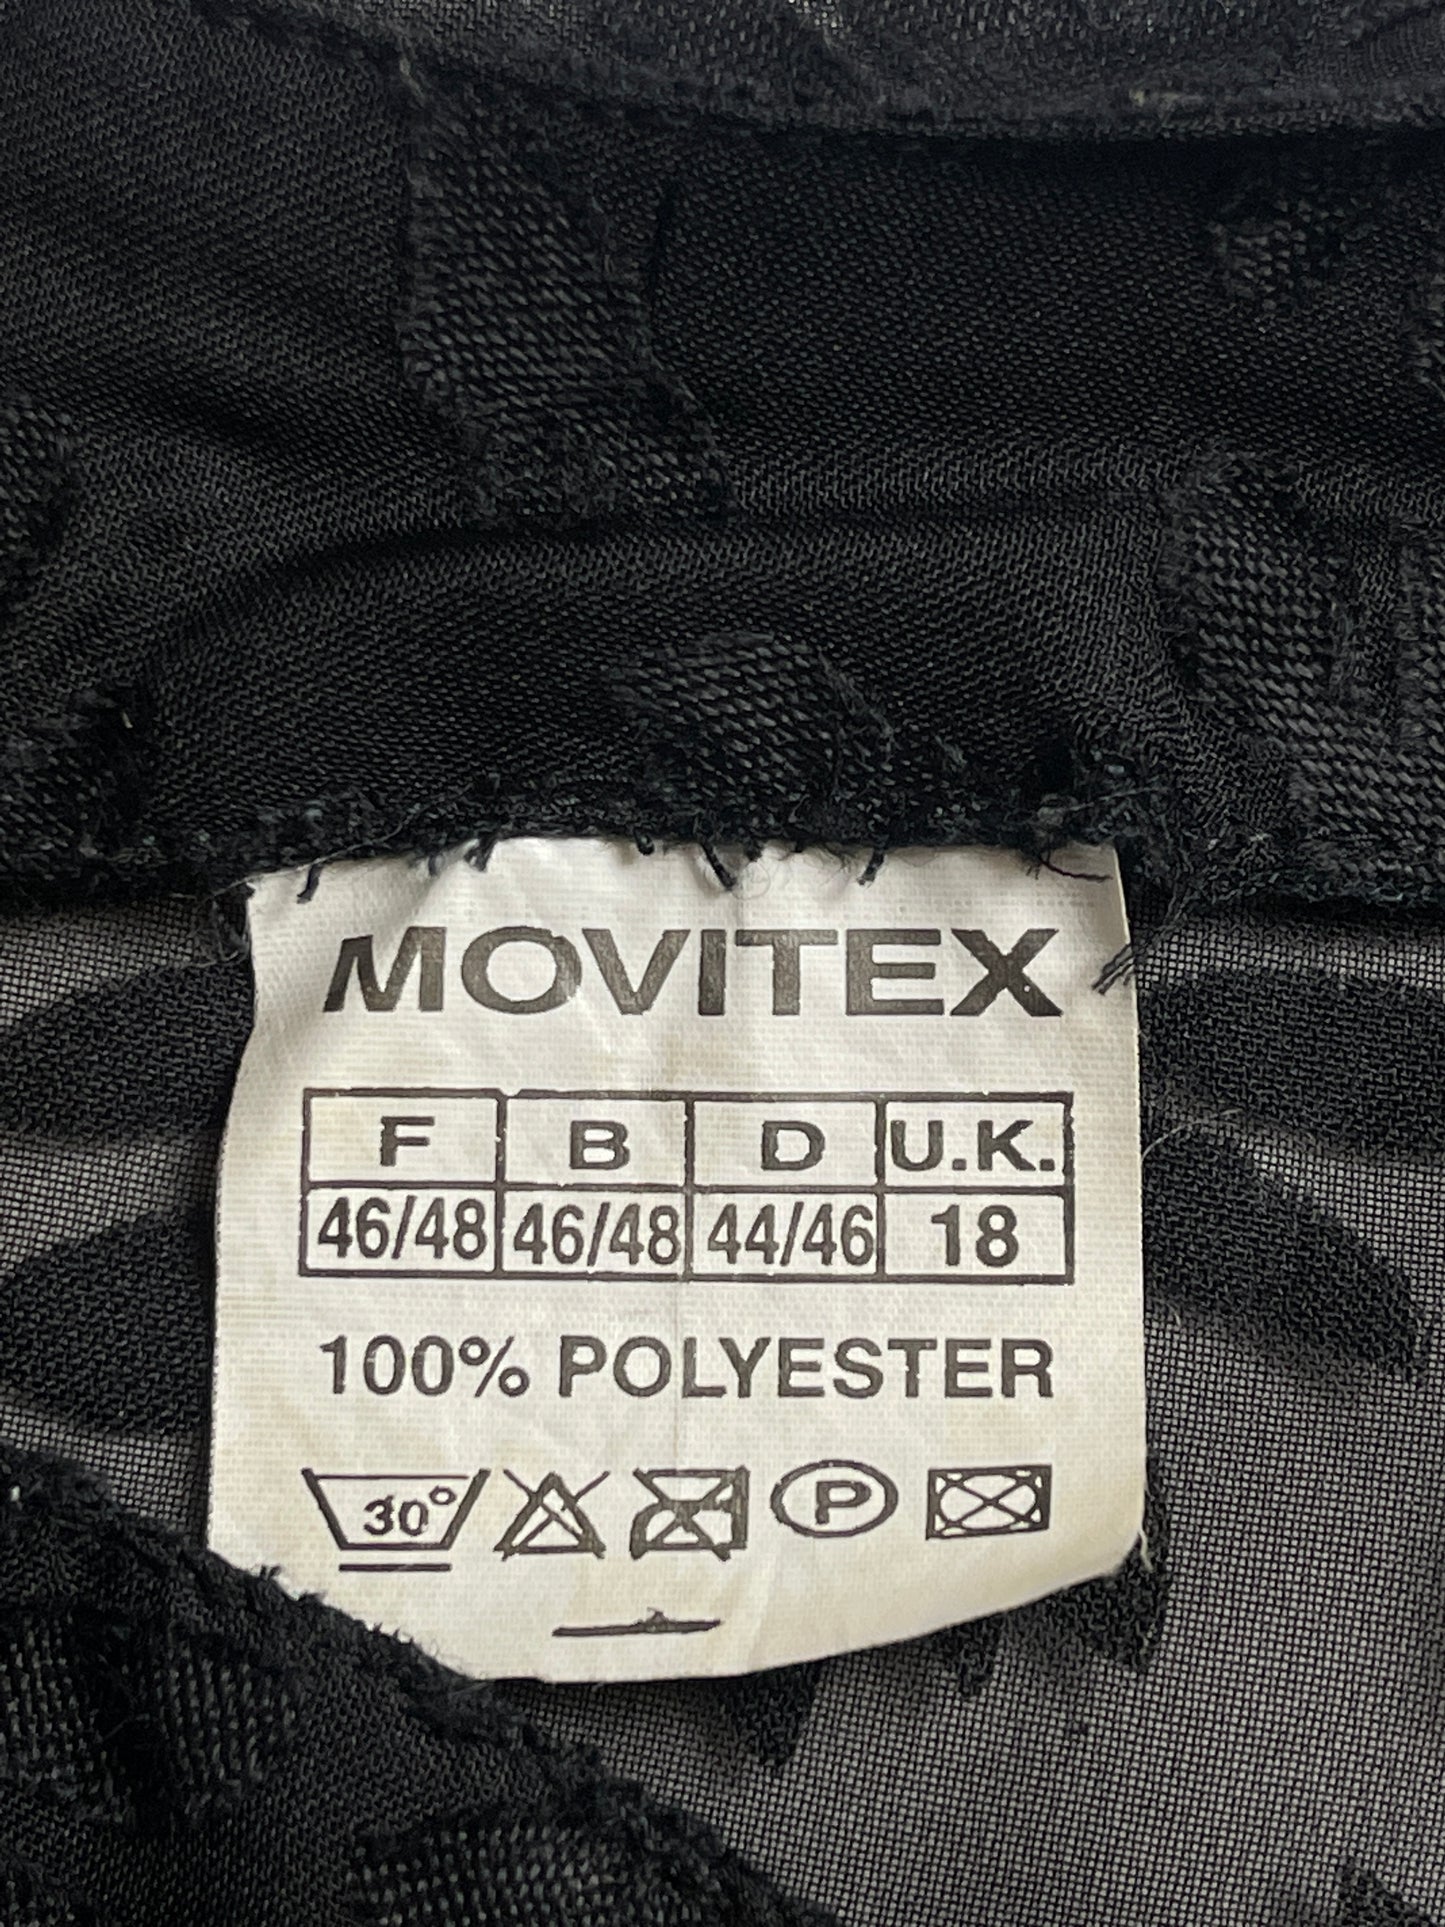 MOVITEX
F B D U.K.
46/48 46/48 44/46 18
100% POLYESTER
30° P